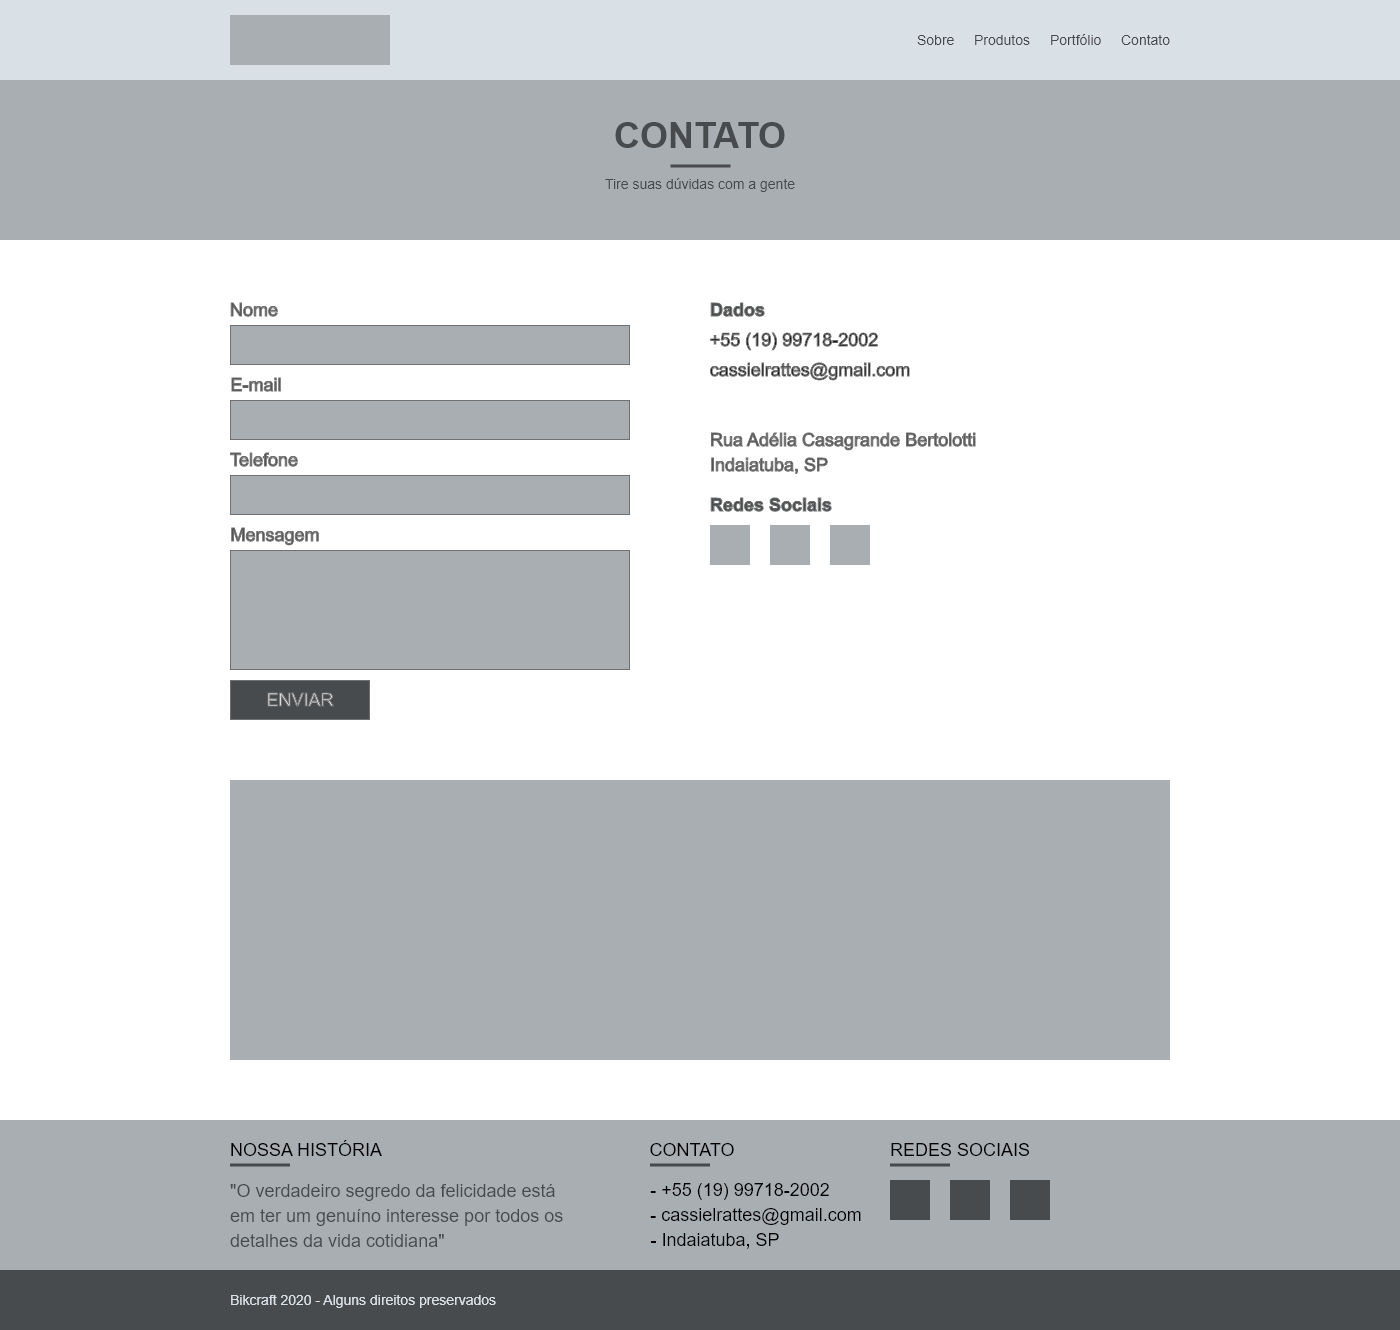 Sobre Produtos Portfólio Contato
CONTATO
Tire suas dúvidas com a gente
Nome
E-mail
Telefone
Mensagem
ENVIAR
Dados
+55 (19) 99718-2002
cassielrattes@gmail.com
Rua Adélia Casagrande Bertolotti
Indaiatuba, SP
Redes Sociais
NOSSA HISTÓRIA
"O verdadeiro segredo da felicidade está
em ter um genuíno interesse por todos os
detalhes da vida cotidiana"
CONTATO
- +55 (19) 99718-2002
- cassielrattes@gmail.com
- Indaiatuba, SP
REDES SOCIAIS
Bikcraft 2020 - Alguns direitos preservados